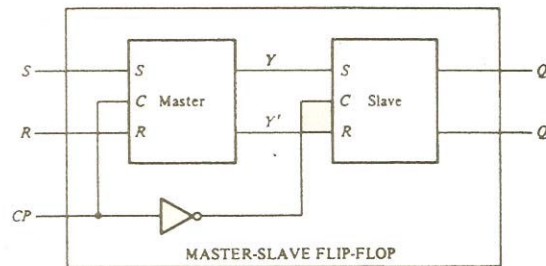 S S Y S Q
C Master C Slave
R R Y' R Q
CP
MASTER-SLAVE FLIP-FLOP